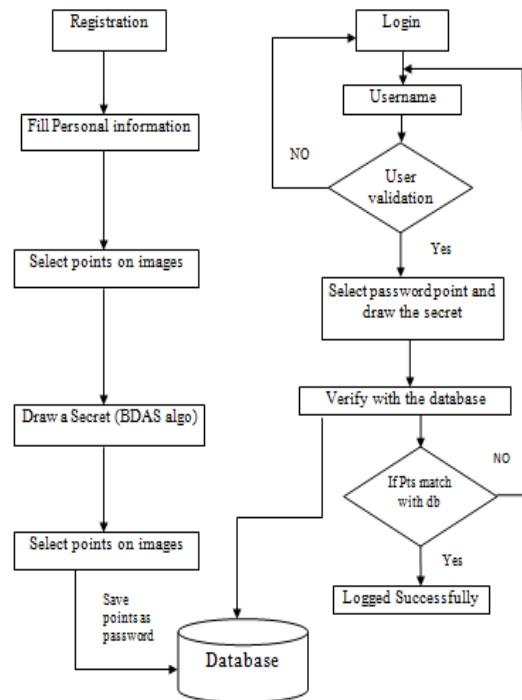 Registration
Fill Personal information
Select points on images
Draw a Secret (BDAS algo)
Select points on images
Save
points as
password
Database
Login
Username
NO
User
validation
Yes
Select password point and
draw the secret
Verify with the database
If Pts match
with db
NO
Yes
Logged Successfully